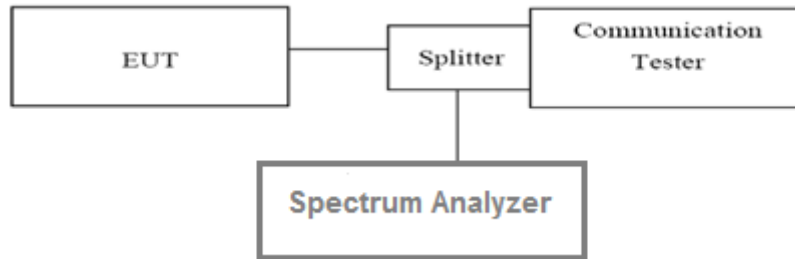 EUT
Splitter
Communication
Tester
Spectrum Analyzer